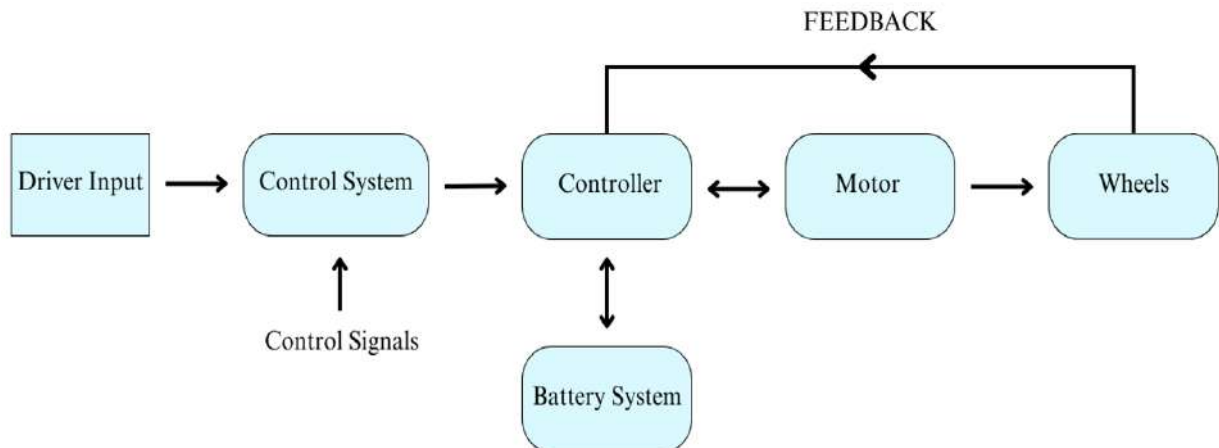 FEEDBACK
Driver Input
Control System
Controller
Motor
Wheels
Control Signals
Battery System